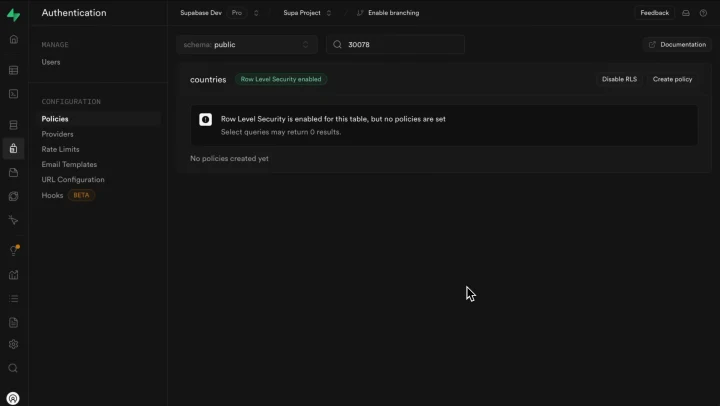 Authentication
Supabase Dev Pro Supa Project Enable branching Feedback
MANAGE
Users
CONFIGURATION
Policies
Providers
Rate Limits
Email Templates
URL Configuration
Hooks BETA
schema: public 30078 Documentation
countries Row Level Security enabled Disable RLS Create policy
Row Level Security is enabled for this table, but no policies are set
Select queries may return 0 results.
No policies created yet